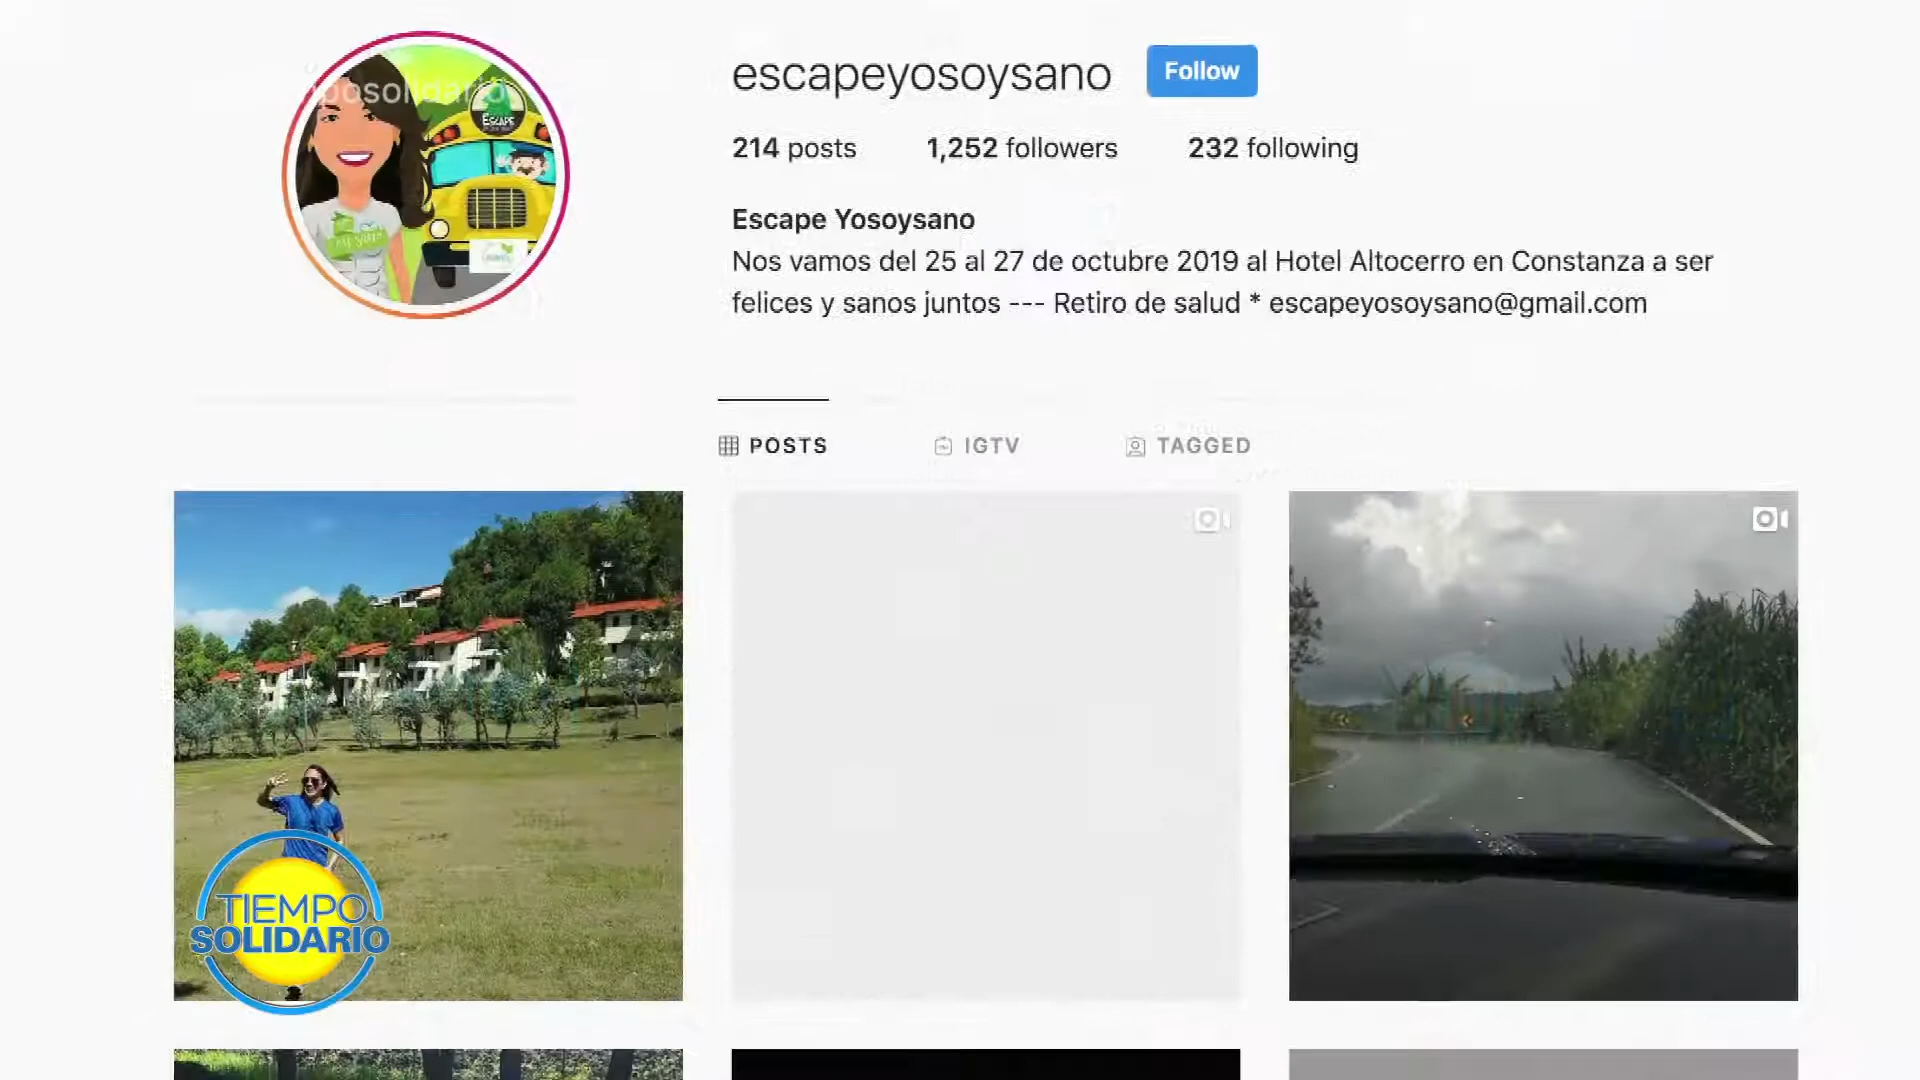 escapeyosoysano Follow
214 posts 1,252 followers 232 following
Escape Yosoysano
Nos vamos del 25 al 27 de octubre 2019 al Hotel Altocerro en Constanza a ser
felices y sanos juntos --- Retiro de salud * escapeyosoysano@gmail.com
POSTS IGTV TAGGED
ESCAPE
TIEMPO
SOLIDARIO